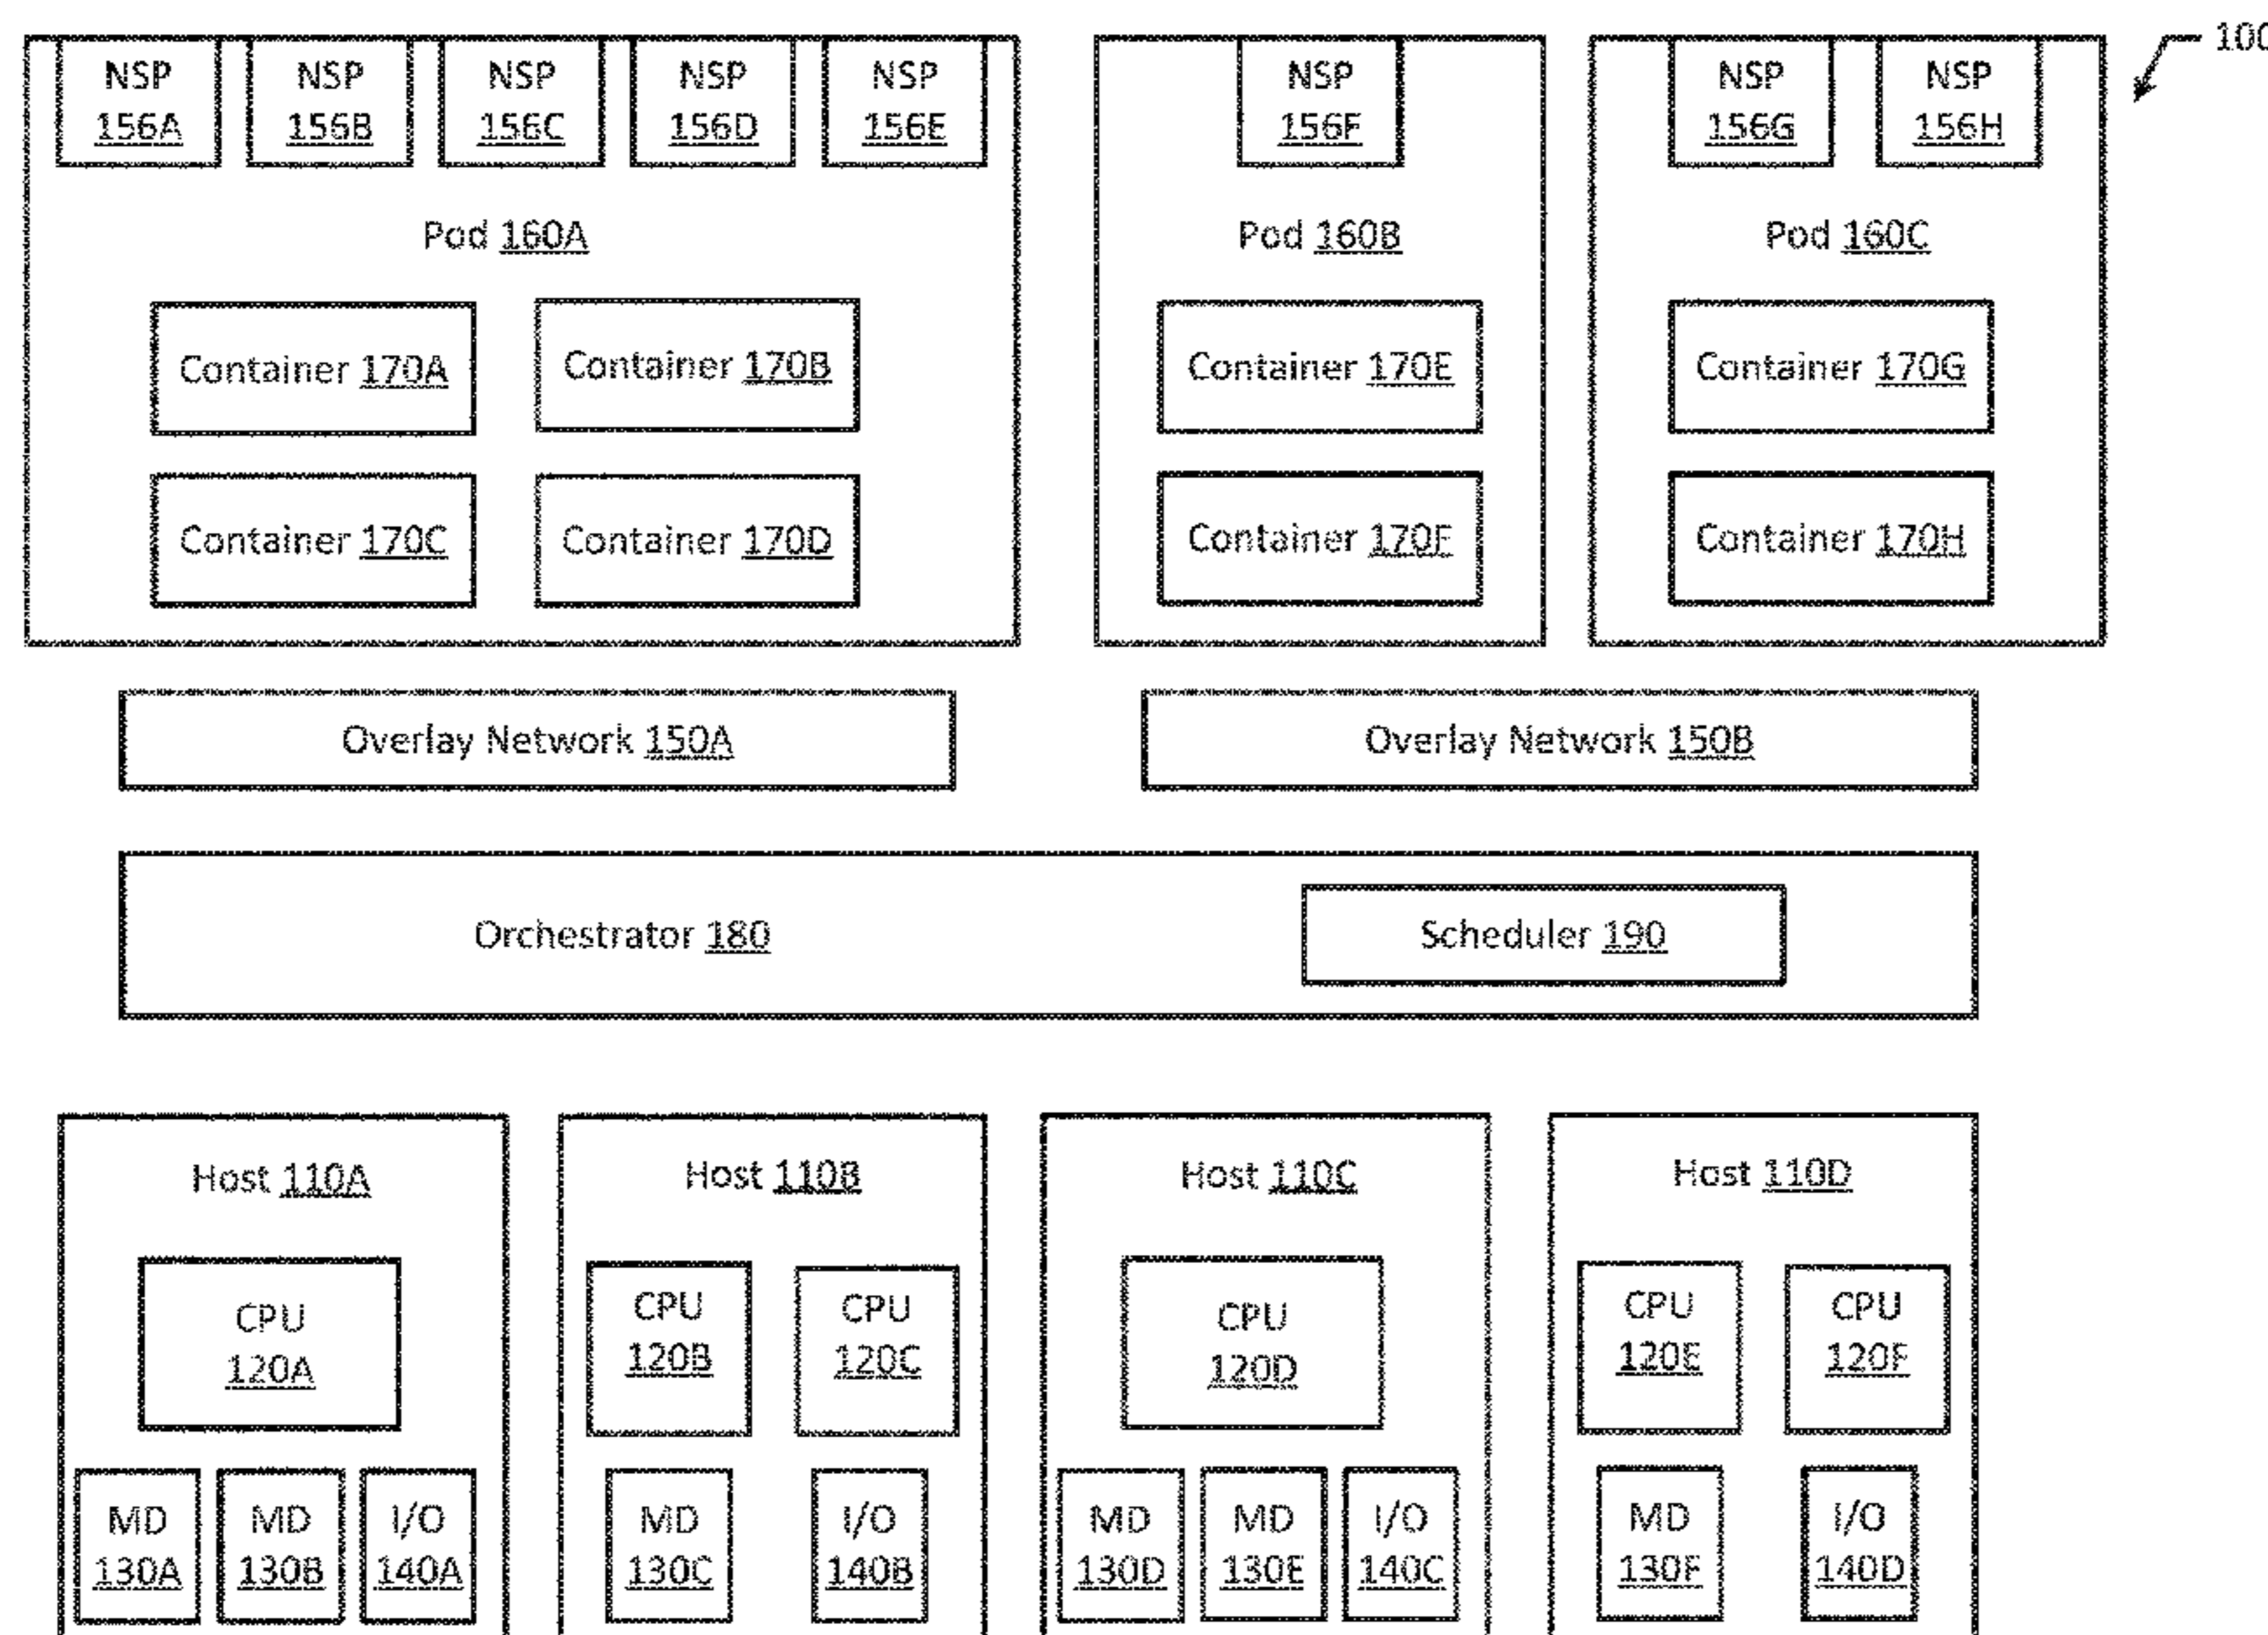 100
NSP
156A
NSP
156B
NSP
156C
NSP
156D
NSP
156E
Pod 160A
Container 170A
Container 170B
Container 170C
Container 170D
NSP
156F
Pod 160B
Container 170E
Container 170F
NSP
156G
NSP
156H
Pod 160C
Container 170G
Container 170H
Overlay Network 150A
Overlay Network 150B
Orchestrator 180
Scheduler 190
Host 110A
CPU
120A
MD
130A
MD
130B
I/O
140A
Host 110B
CPU
120B
CPU
120C
MD
130C
I/O
140B
Host 110C
CPU
120D
MD
130D
MD
130E
I/O
140C
Host 110D
CPU
120E
CPU
120F
MD
130F
I/O
140D